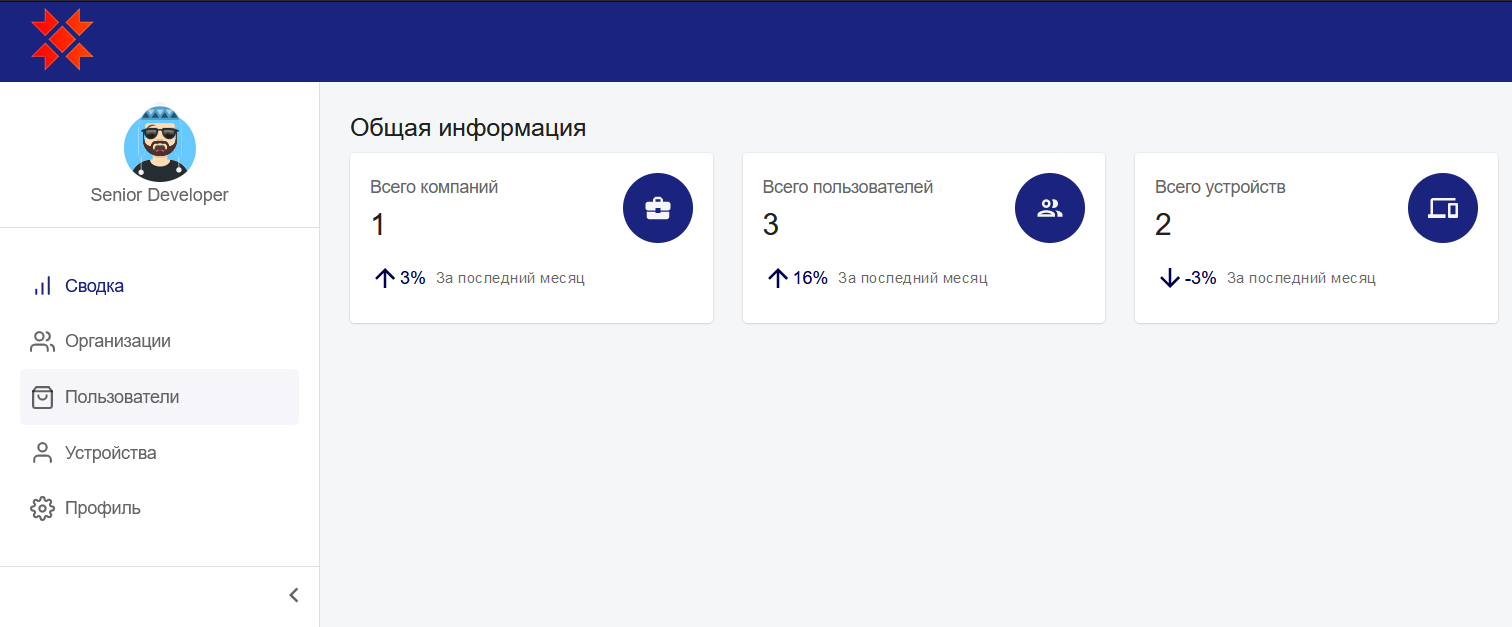 Senior Developer
Сводка
Организации
Пользователи
Устройства
Профиль
Общая информация
Всего компаний
1
3% За последний месяц
Всего пользователей
3
16% За последний месяц
Всего устройств
2
-3% За последний месяц